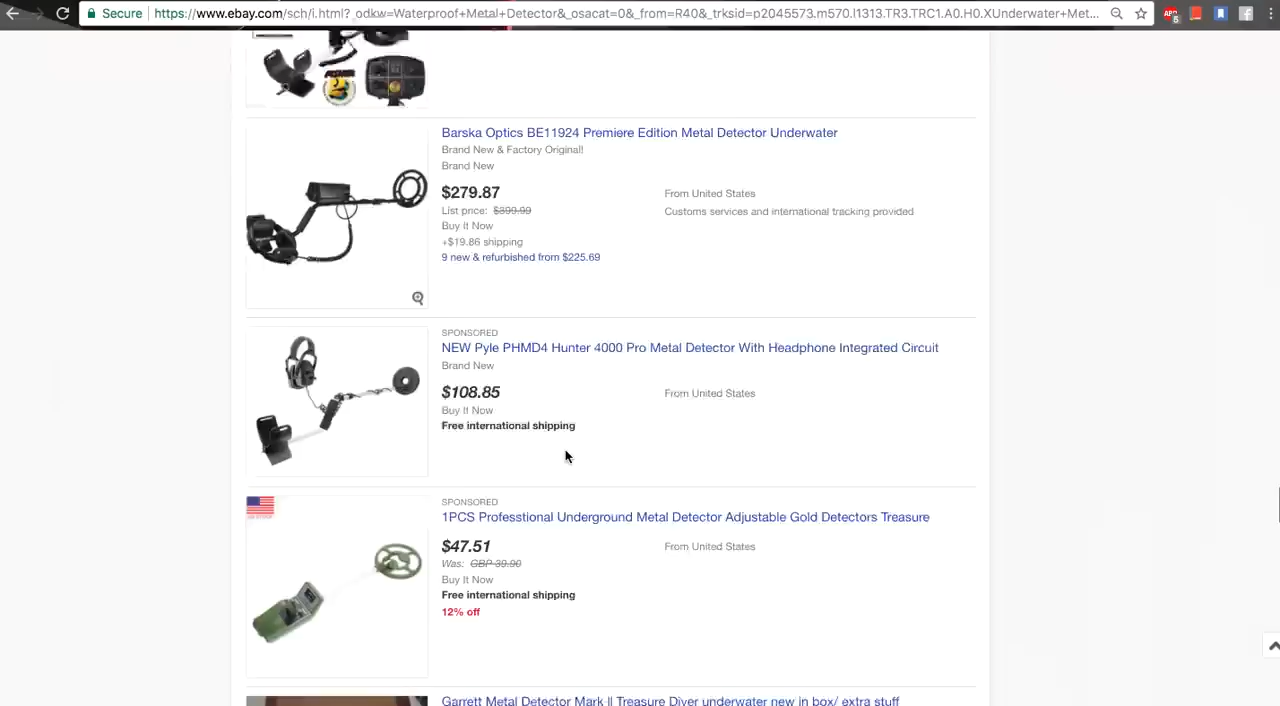 Secure
https://www.ebay.com/sch/i.html?_odkw=Waterproof+Metal+Detector&_osacat=0&_from=R40&_trksid=p2045573.m570.l1313.TR3.TRC1.A0.H0.XUnderwater+Met...
Barska Optics BE11924 Premiere Edition Metal Detector Underwater
Brand New & Factory Original!
Brand New
$279.87
From United States
List price: $399.99
Customs services and international tracking provided
Buy It Now
+$19.86 shipping
9 new & refurbished from $225.69
SPONSORED
NEW Pyle PHMD4 Hunter 4000 Pro Metal Detector With Headphone Integrated Circuit
Brand New
$108.85
From United States
Buy It Now
Free international shipping
SPONSORED
1PCS Professtional Underground Metal Detector Adjustable Gold Detectors Treasure
$47.51
From United States
Was: GBP 39.90
Buy It Now
Free international shipping
12% off
Garrett Metal Detector Mark ll Treasure Diver underwater new in box/ extra stuff